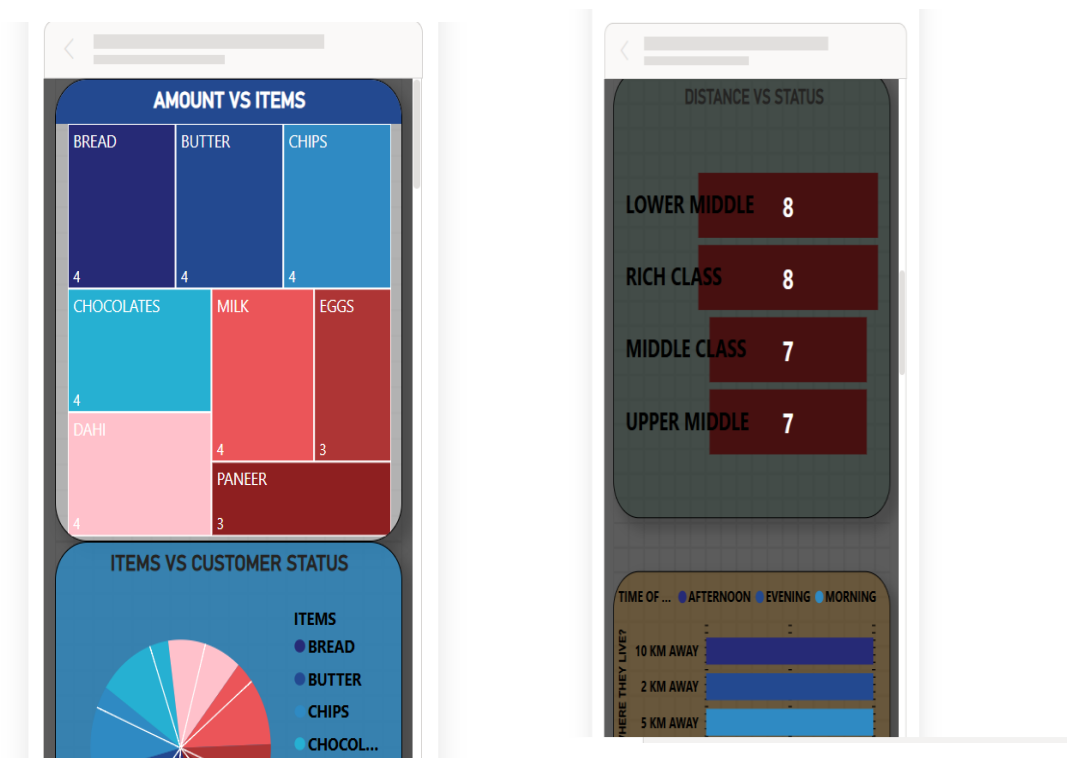 AMOUNT VS ITEMS
BREAD BUTTER CHIPS
4 4 4
CHOCOLATES MILK EGGS
4
DAHI
4 3
PANEER
4 3
ITEMS VS CUSTOMER STATUS
ITEMS
BREAD
BUTTER
CHIPS
CHOCOL...
DISTANCE VS STATUS
LOWER MIDDLE 8
RICH CLASS 8
MIDDLE CLASS 7
UPPER MIDDLE 7
TIME OF ... AFTERNOON EVENING MORNING
WHERE THEY LIVE?
10 KM AWAY
2 KM AWAY
5 KM AWAY